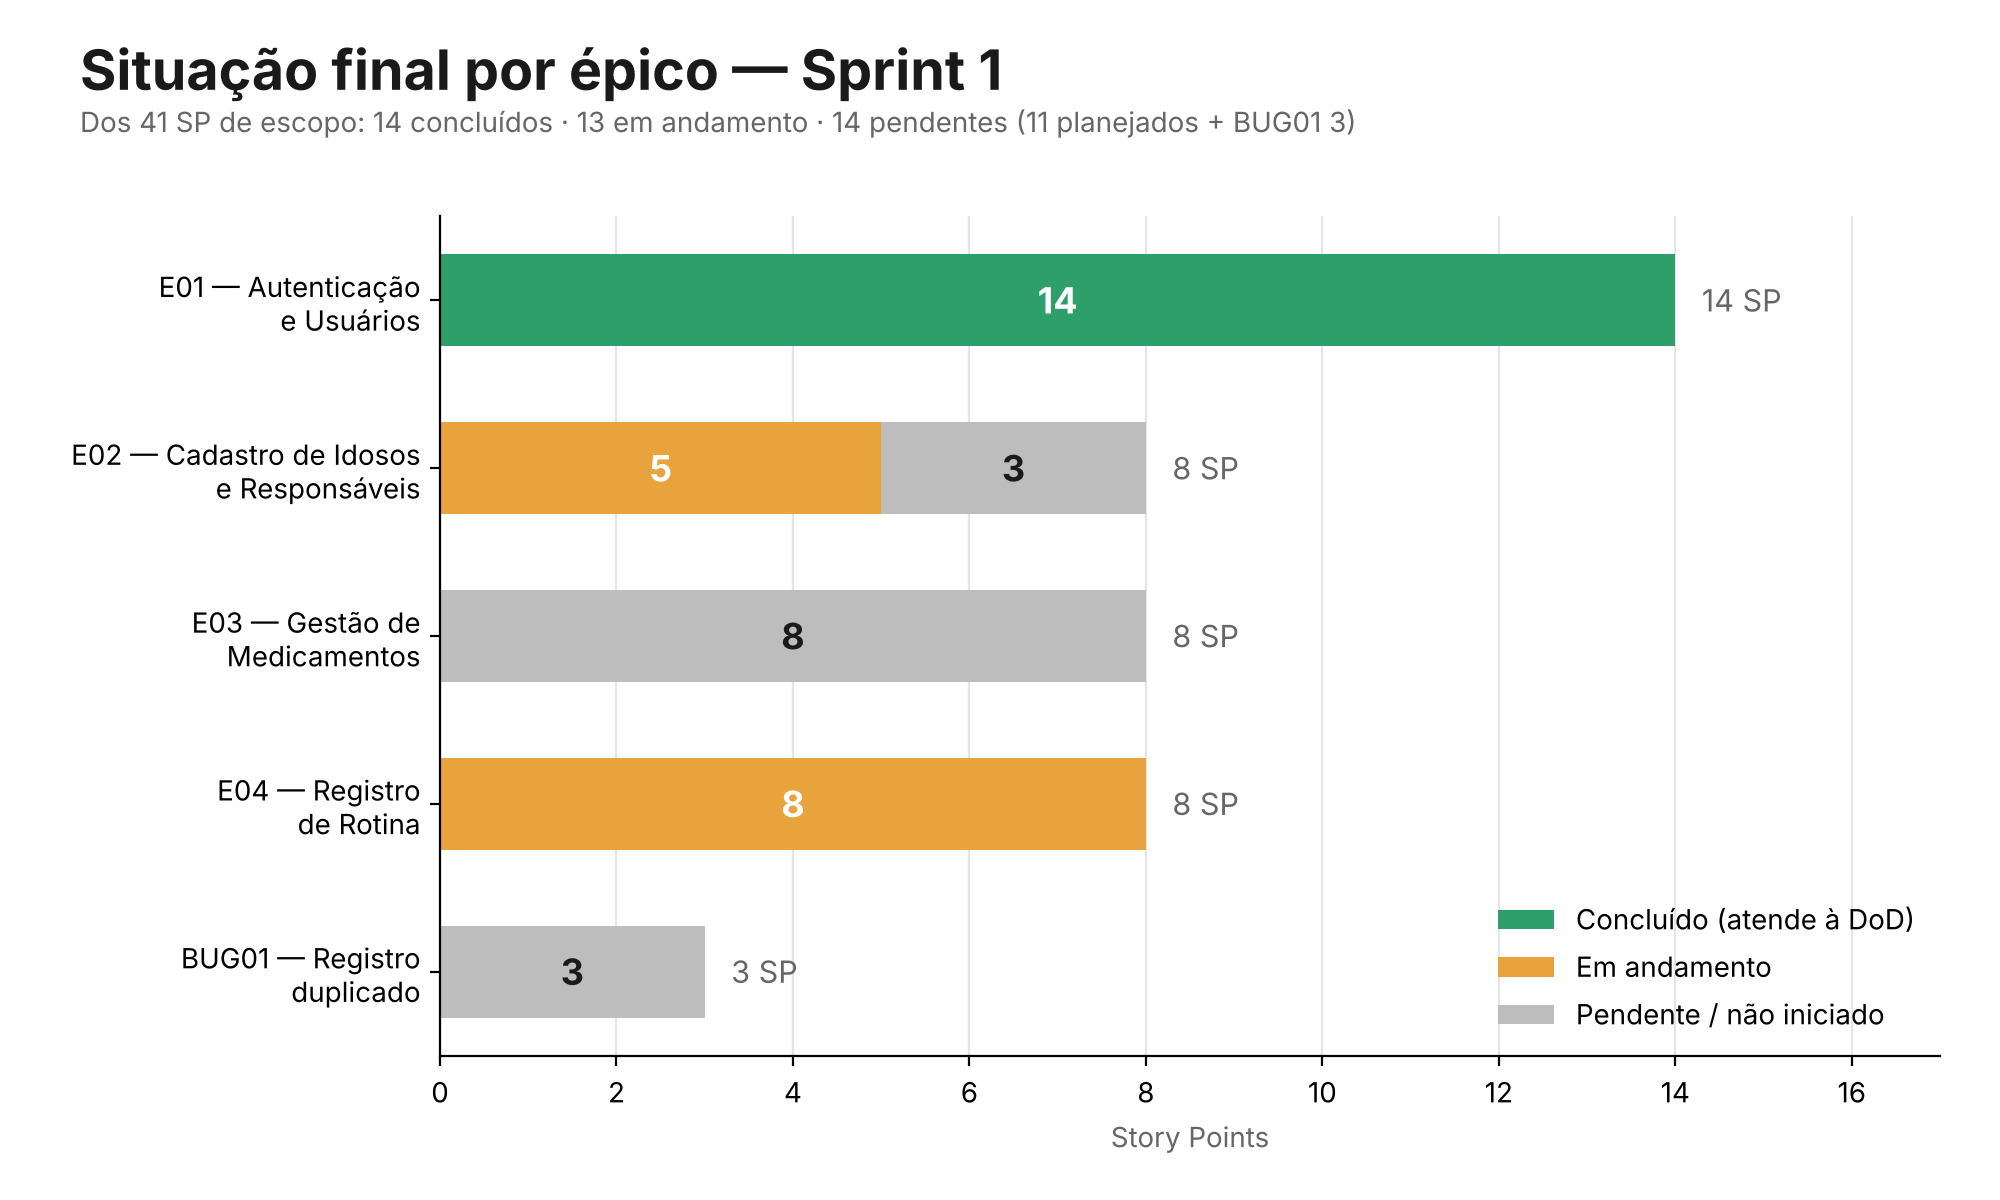 Situação final por épico — Sprint 1
Dos 41 SP de escopo: 14 concluídos · 13 em andamento · 14 pendentes (11 planejados + BUG01 3)
E01 — Autenticação
e Usuários
14
14 SP
E02 — Cadastro de Idosos
e Responsáveis
5
3
8 SP
E03 — Gestão de
Medicamentos
8
8 SP
E04 — Registro
de Rotina
8
8 SP
BUG01 — Registro
duplicado
3
3 SP
Concluído (atende à DoD)
Em andamento
Pendente / não iniciado
0 2 4 6 8 10 12 14 16
Story Points